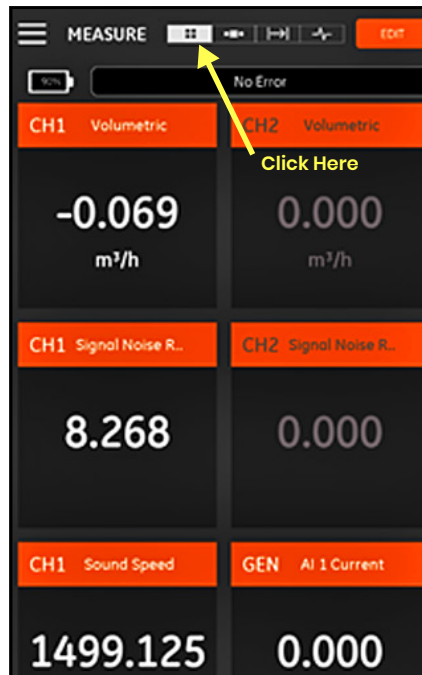 MEASURE EDIT
90% No Error
CH1 Volumetric CH2 Volumetric
Click Here
-0.069 0.000
m³/h m³/h
CH1 Signal Noise R.. CH2 Signal Noise R..
8.268 0.000
CH1 Sound Speed GEN AI 1 Current
1499.125 0.000